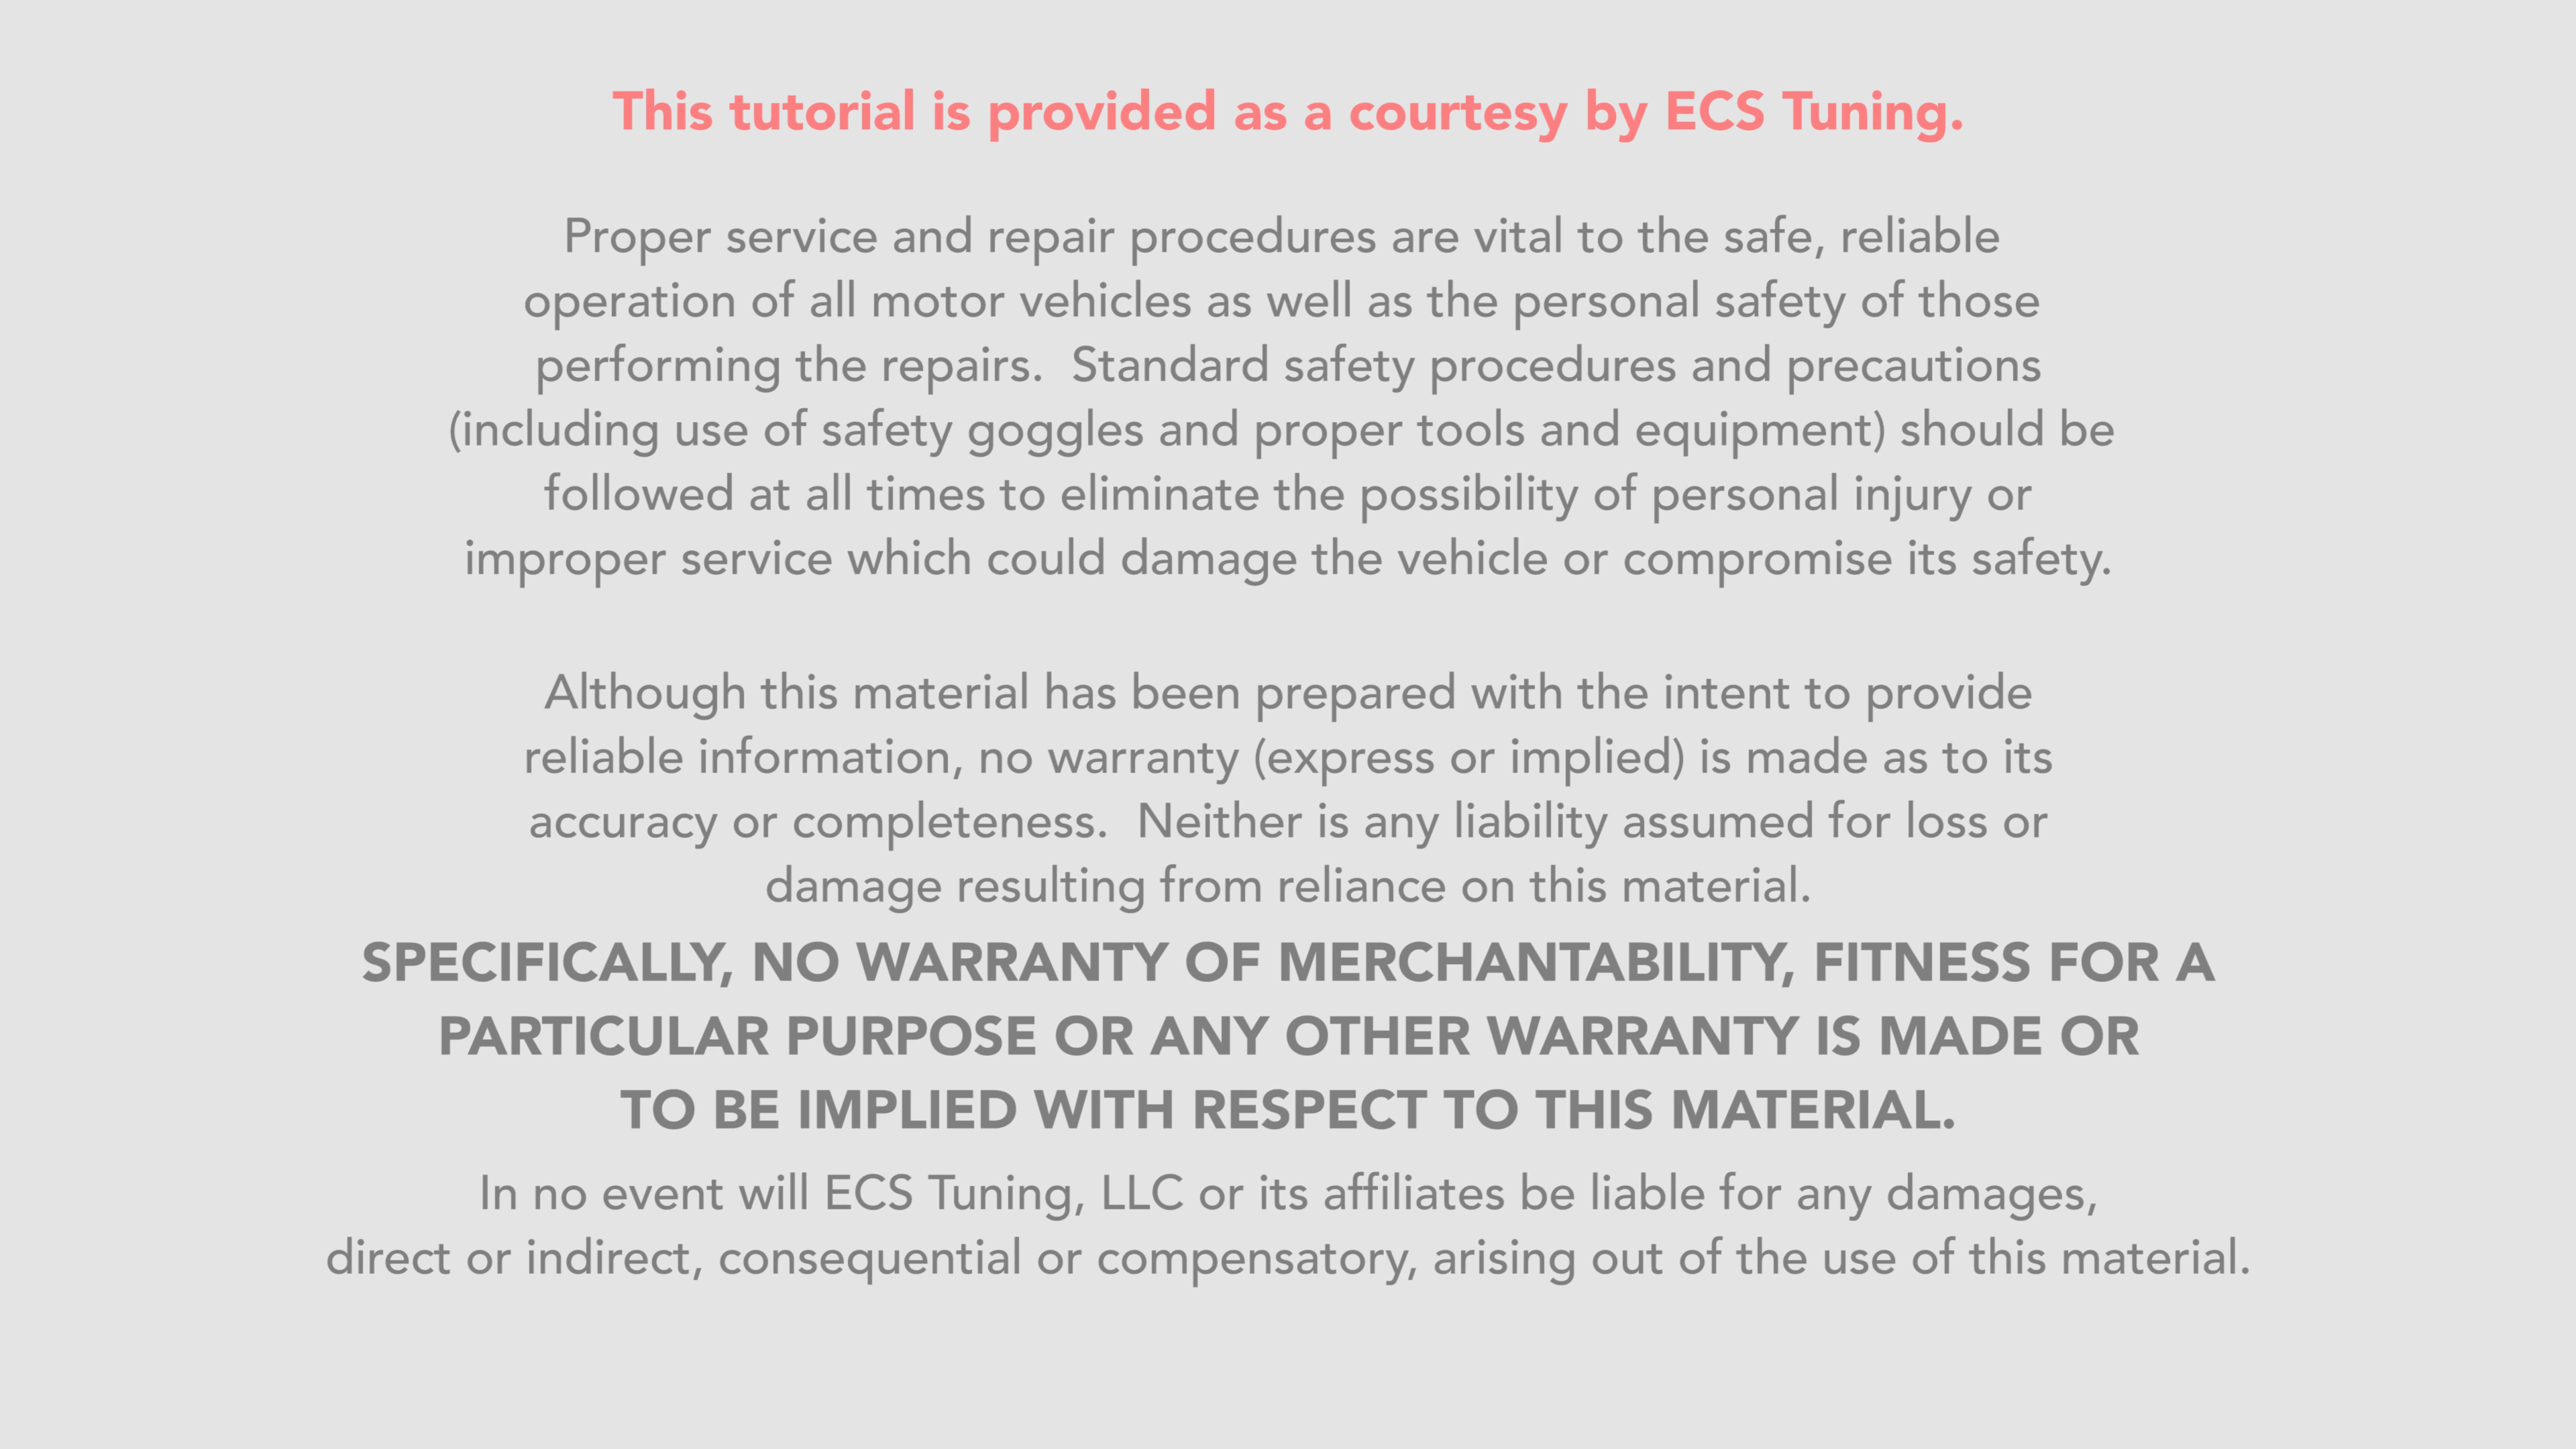 This tutorial is provided as a courtesy by ECS Tuning.
Proper service and repair procedures are vital to the safe, reliable
operation of all motor vehicles as well as the personal safety of those
performing the repairs.  Standard safety procedures and precautions
(including use of safety goggles and proper tools and equipment) should be
followed at all times to eliminate the possibility of personal injury or
improper service which could damage the vehicle or compromise its safety.
Although this material has been prepared with the intent to provide
reliable information, no warranty (express or implied) is made as to its
accuracy or completeness.  Neither is any liability assumed for loss or
damage resulting from reliance on this material.
SPECIFICALLY, NO WARRANTY OF MERCHANTABILITY, FITNESS FOR A
PARTICULAR PURPOSE OR ANY OTHER WARRANTY IS MADE OR
TO BE IMPLIED WITH RESPECT TO THIS MATERIAL.
In no event will ECS Tuning, LLC or its affiliates be liable for any damages,
direct or indirect, consequential or compensatory, arising out of the use of this material.